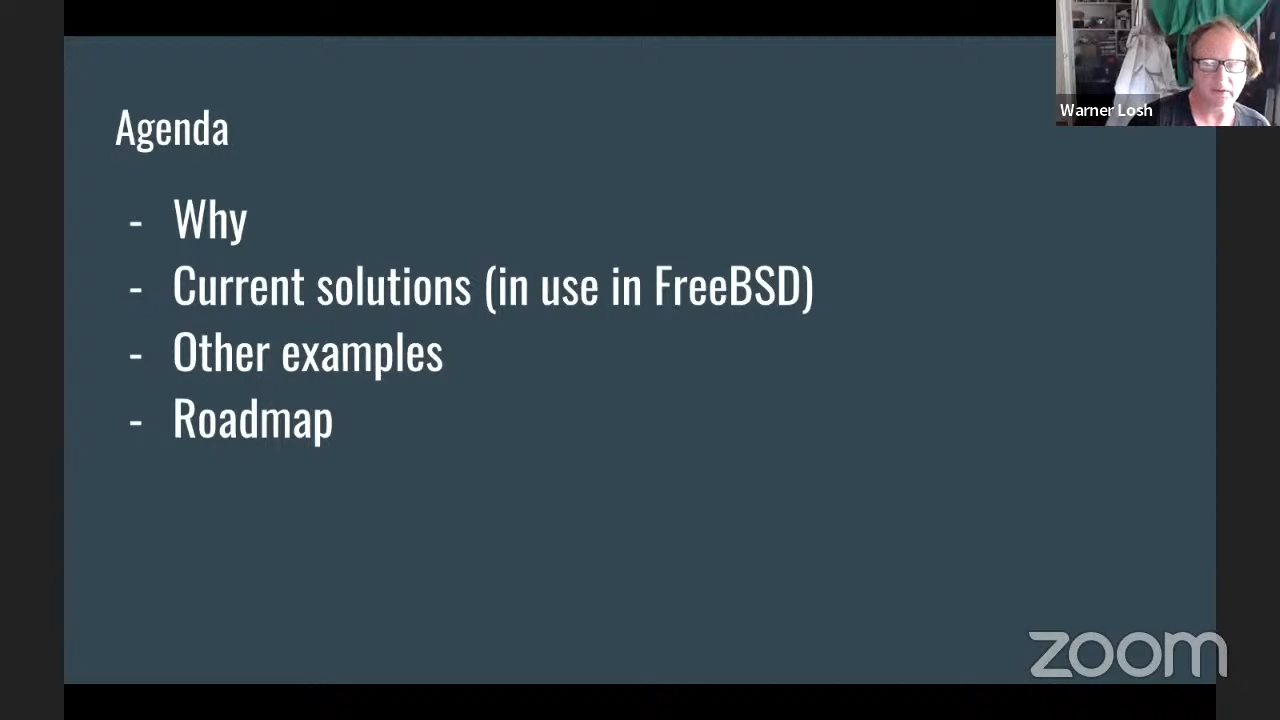 Agenda
- Why
- Current solutions (in use in FreeBSD)
- Other examples
- Roadmap
Warner Losh
zoom